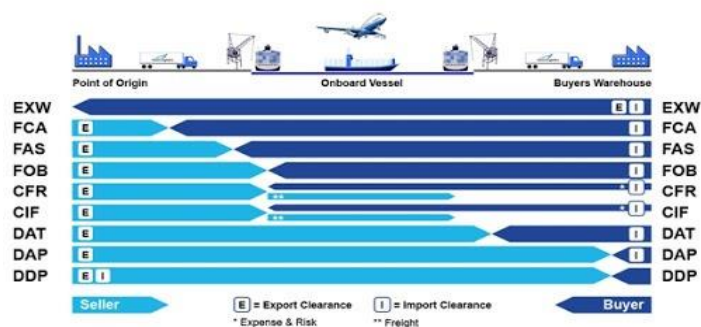 Point of Origin Onboard Vessel Buyers Warehouse
EXW E I EXW
FCA E I FCA
FAS E I FAS
FOB E I FOB
CFR E ** * I CFR
CIF E ** * I CIF
DAT E I DAT
DAP E I DAP
DDP E I DDP
Seller E = Export Clearance I = Import Clearance Buyer
* Expense & Risk ** Freight